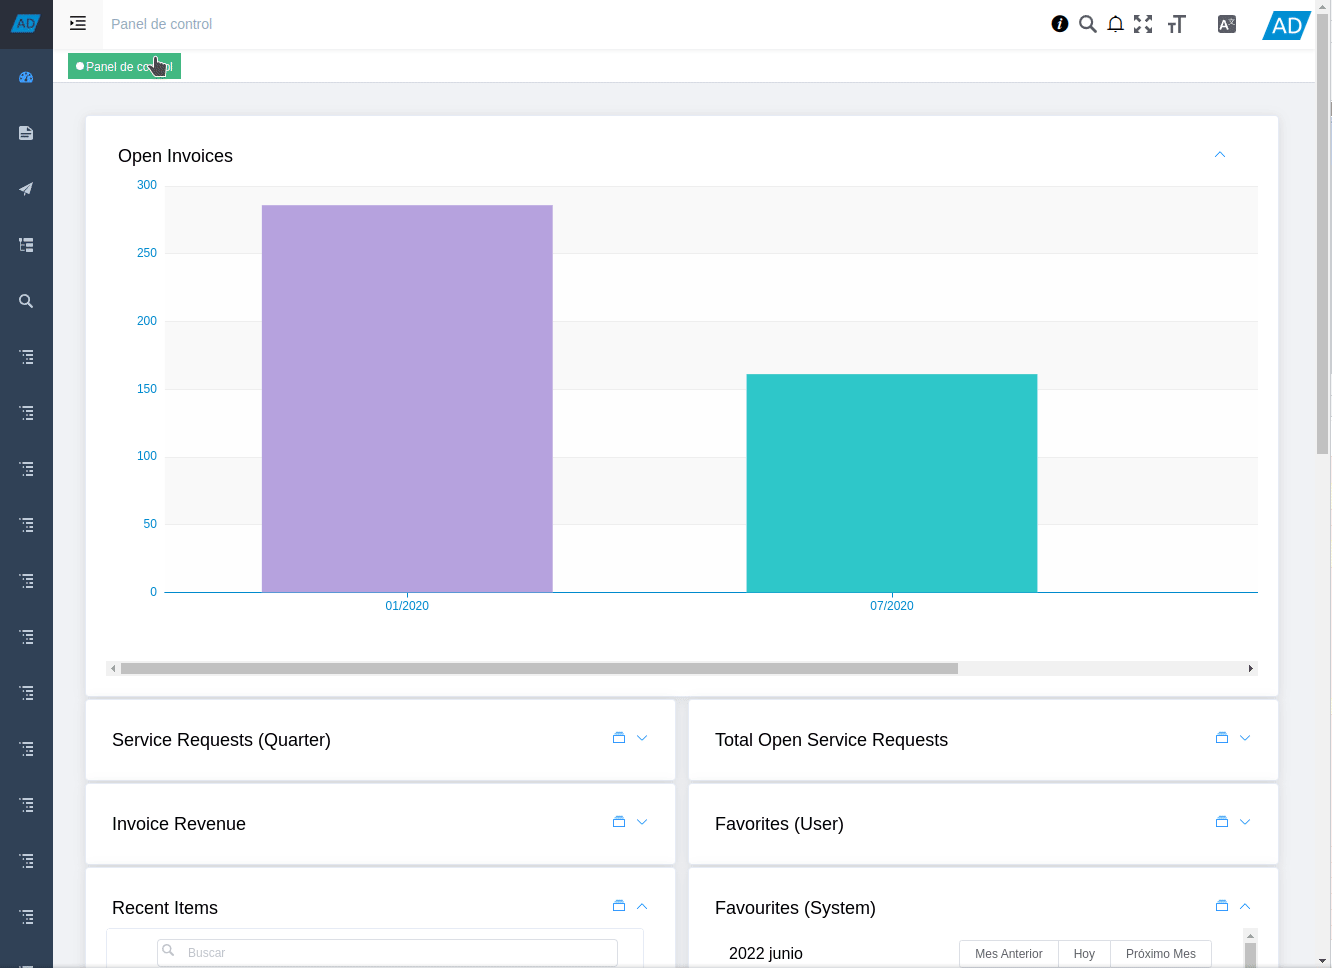 AD
Panel de control
AD
Panel de control
Open Invoices
300
250
200
150
100
50
0
01/2020
07/2020
Service Requests (Quarter)
Total Open Service Requests
Invoice Revenue
Favorites (User)
Recent Items
Favourites (System)
Buscar
2022 junio
Mes Anterior
Hoy
Próximo Mes